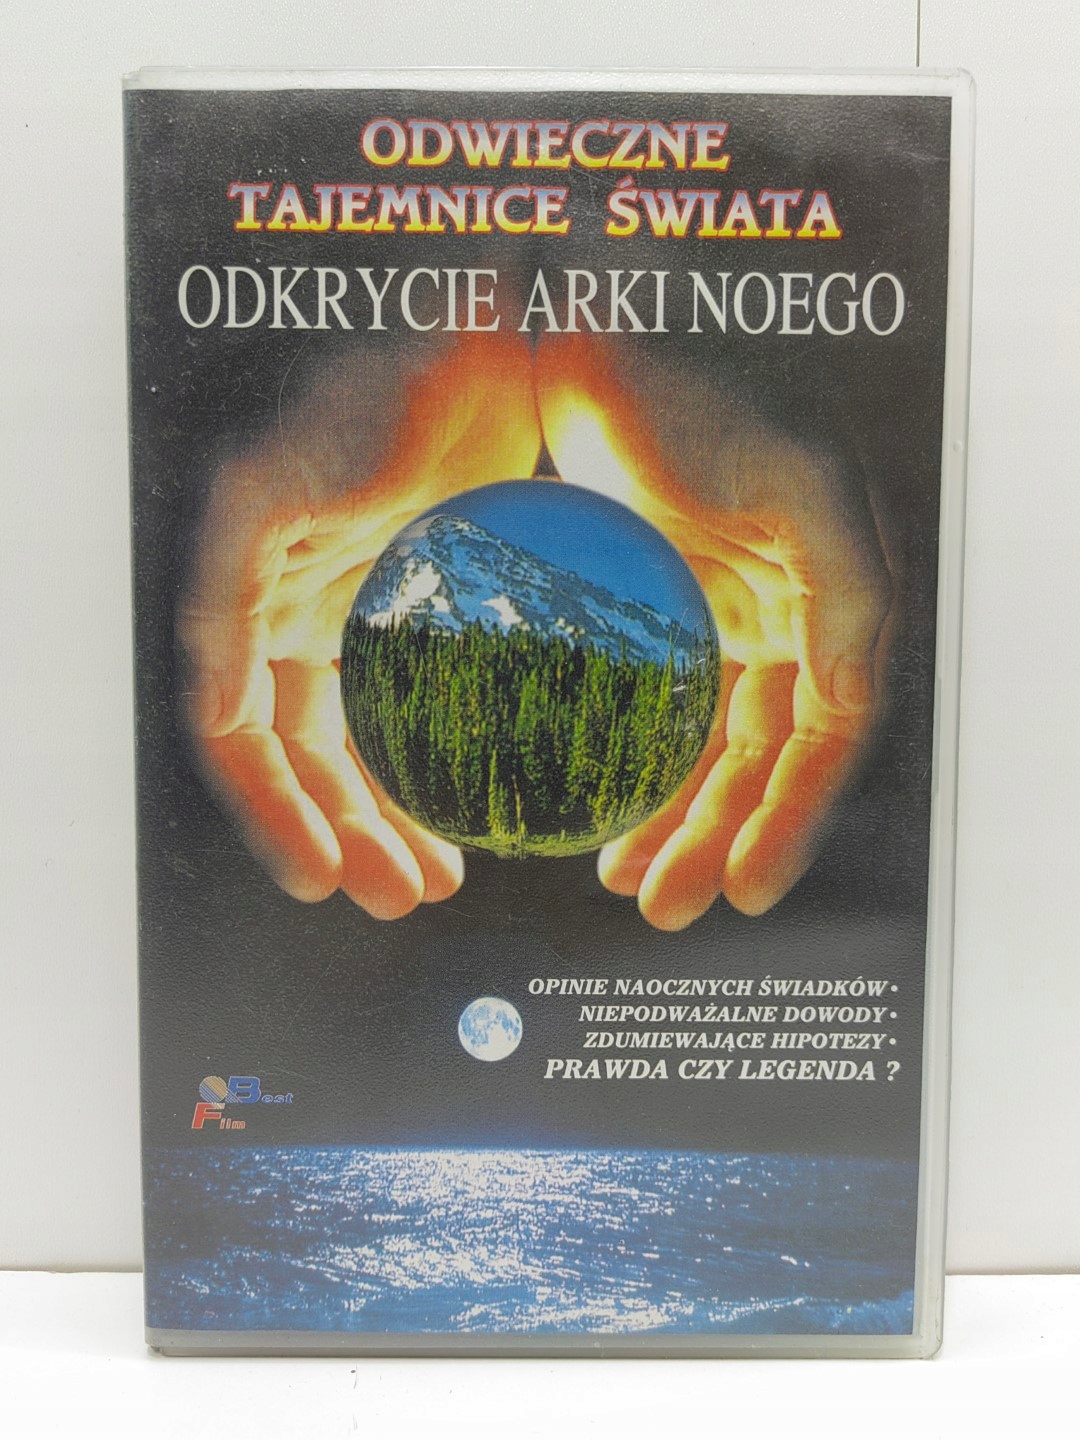 ODWIECZNE
TAJEMNICE ŚWIATA
ODKRYCIE ARKI NOEGO
OPINIE NAOCZNYCH ŚWIADKÓW •
NIEPODWAŻALNE DOWODY •
ZDUMIEWAJĄCE HIPOTEZY •
PRAWDA CZY LEGENDA ?
Best
Film